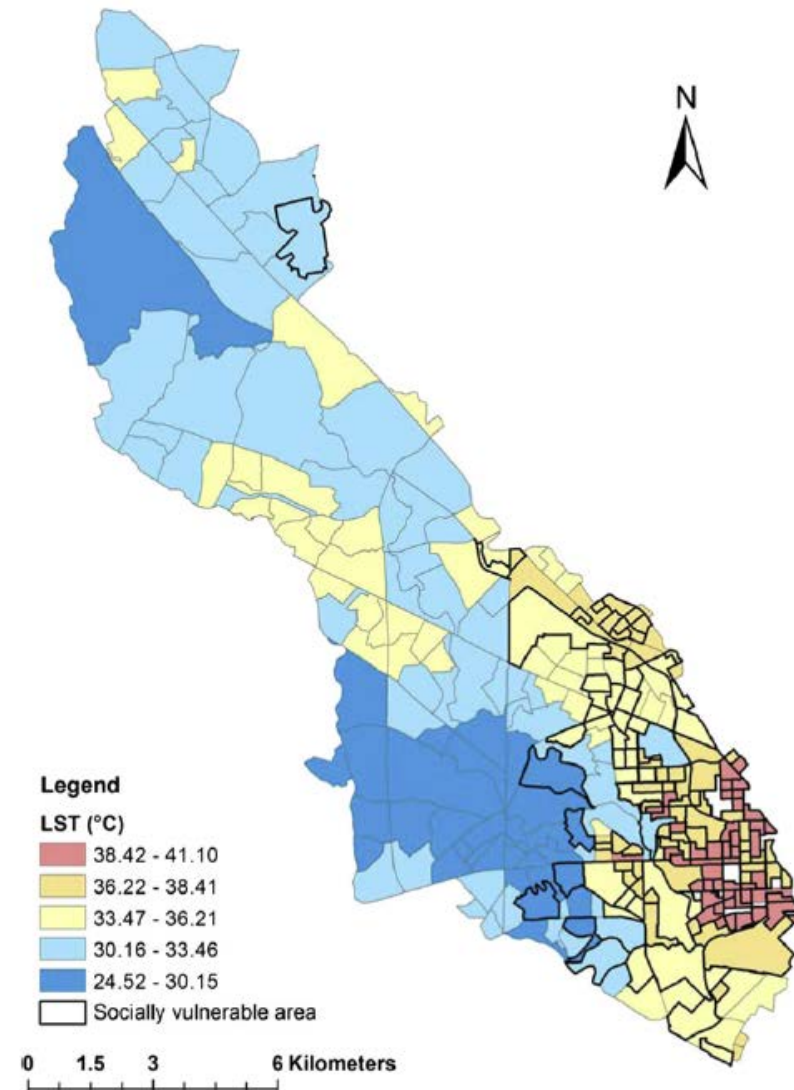 N
Legend
LST (°C)
38.42 - 41.10
36.22 - 38.41
33.47 - 36.21
30.16 - 33.46
24.52 - 30.15
Socially vulnerable area
0 1.5 3 6 Kilometers